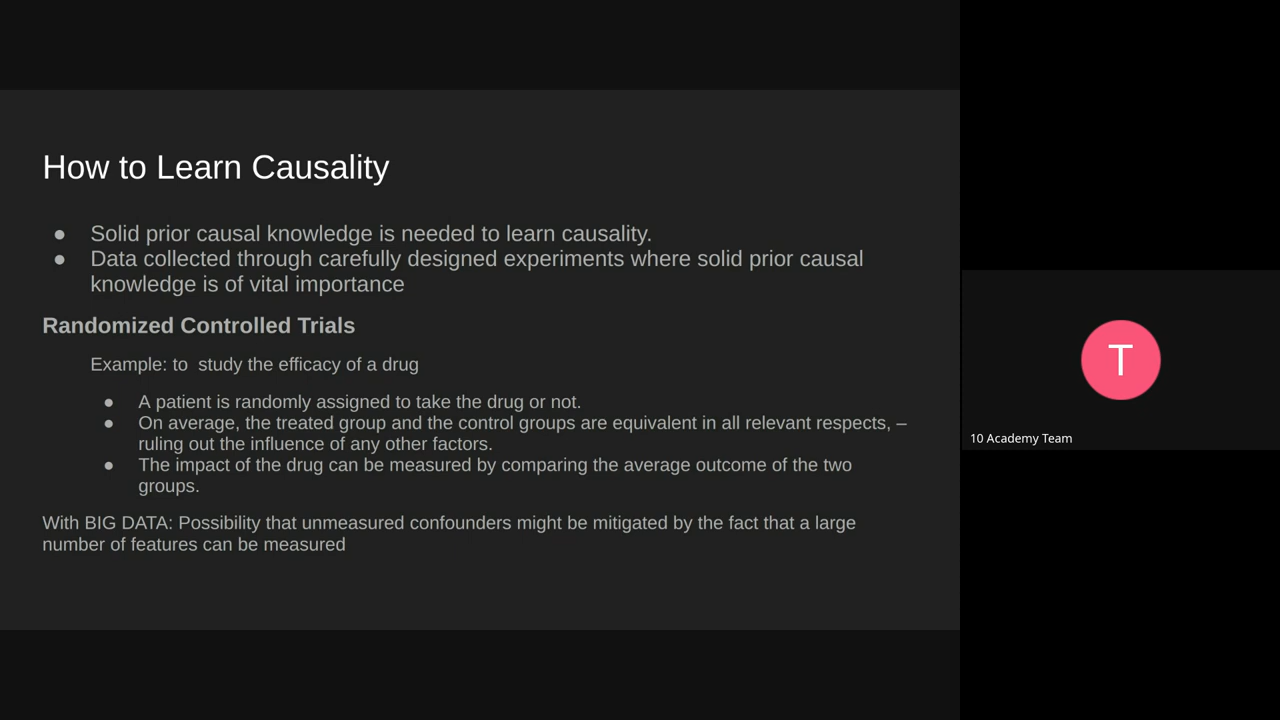 How to Learn Causality
● Solid prior causal knowledge is needed to learn causality.
● Data collected through carefully designed experiments where solid prior causal
knowledge is of vital importance
Randomized Controlled Trials
Example: to  study the efficacy of a drug
● A patient is randomly assigned to take the drug or not.
● On average, the treated group and the control groups are equivalent in all relevant respects, –
ruling out the influence of any other factors.
● The impact of the drug can be measured by comparing the average outcome of the two
groups.
With BIG DATA: Possibility that unmeasured confounders might be mitigated by the fact that a large
number of features can be measured
T
10 Academy Team